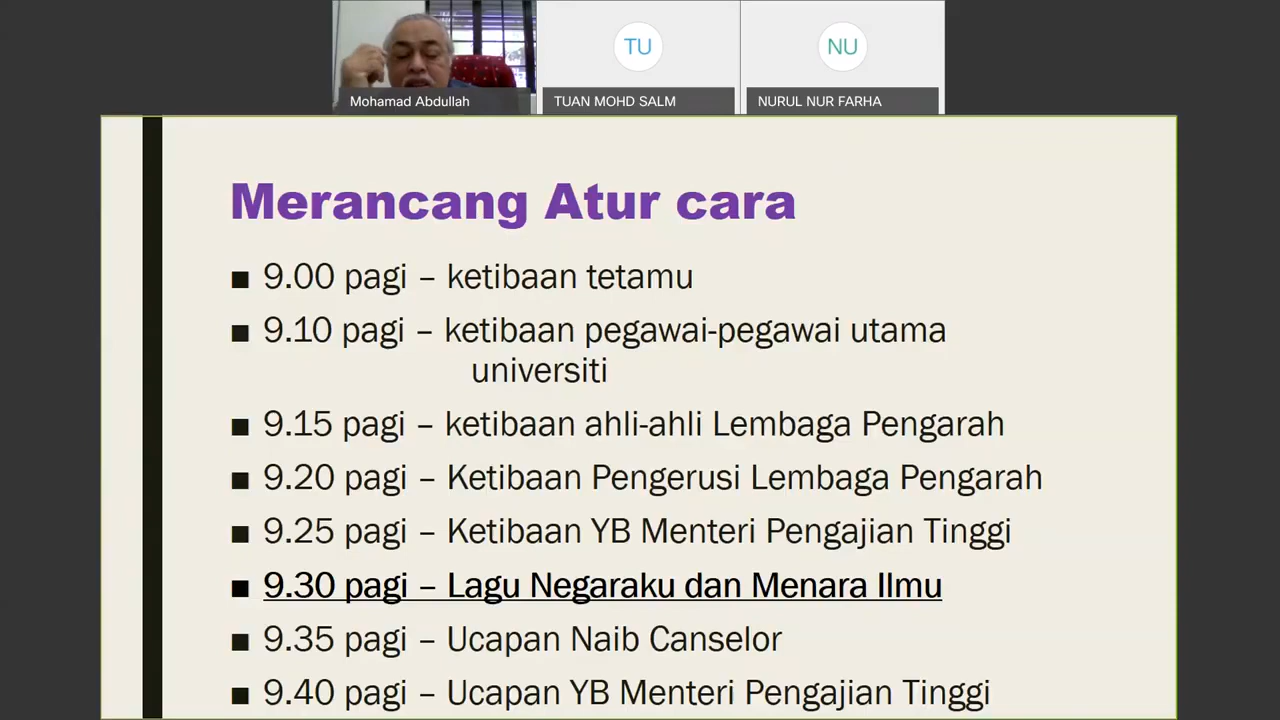 TU
NU
Mohamad Abdullah
TUAN MOHD SALM
NURUL NUR FARHA
Merancang Atur cara
■ 9.00 pagi – ketibaan tetamu
■ 9.10 pagi – ketibaan pegawai-pegawai utama
universiti
■ 9.15 pagi – ketibaan ahli-ahli Lembaga Pengarah
■ 9.20 pagi – Ketibaan Pengerusi Lembaga Pengarah
■ 9.25 pagi – Ketibaan YB Menteri Pengajian Tinggi
■ 9.30 pagi – Lagu Negaraku dan Menara Ilmu
■ 9.35 pagi – Ucapan Naib Canselor
■ 9.40 pagi – Ucapan YB Menteri Pengajian Tinggi